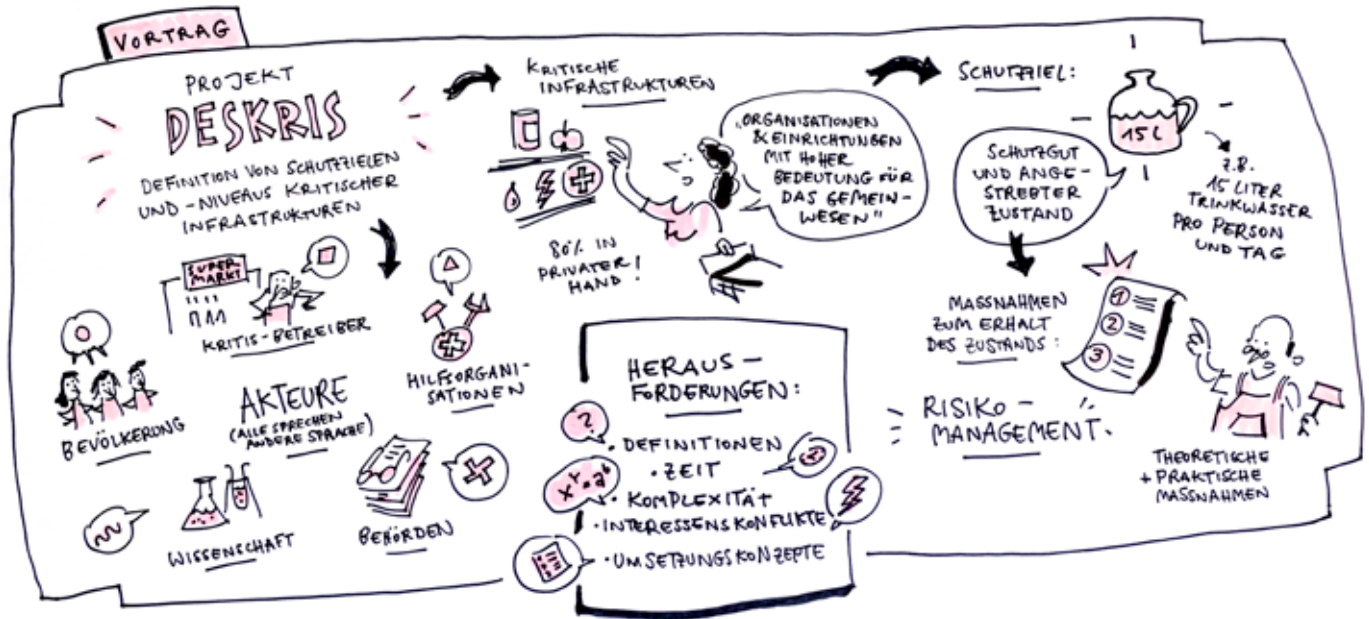 VORTRAG
PROJEKT
DESKRIS
DEFINITION VON SCHUTZZIELEN
UND -NIVEAUS KRITISCHER
INFRASTRUKTUREN
SUPER
MARKT
KRITIS-BETREIBER
BEVÖLKERUNG
AKTEURE
(ALLE SPRECHEN
ANDERE SPRACHE)
HILFSORGANI-
SATIONEN
WISSENSCHAFT
BEHÖRDEN
KRITISCHE
INFRASTRUKTUREN
80% IN
PRIVATER
HAND!
„ORGANISATIONEN
& EINRICHTUNGEN
MIT HOHER
BEDEUTUNG FÜR
DAS GEMEIN-
WESEN"
HERAUS-
FORDERUNGEN:
?
• DEFINITIONEN
• ZEIT
• KOMPLEXITÄT
• INTERESSENSKONFLIKTE
• UMSETZUNGSKONZEPTE
SCHUTZZIEL:
15 L
SCHUTZGUT
UND ANGE-
STREBTER
ZUSTAND
Z.B.
15 LITER
TRINKWASSER
PRO PERSON
UND TAG
MASSNAHMEN
ZUM ERHALT
DES ZUSTANDS:
1
2
3
RISIKO-
MANAGEMENT.
THEORETISCHE
+ PRAKTISCHE
MASSNAHMEN